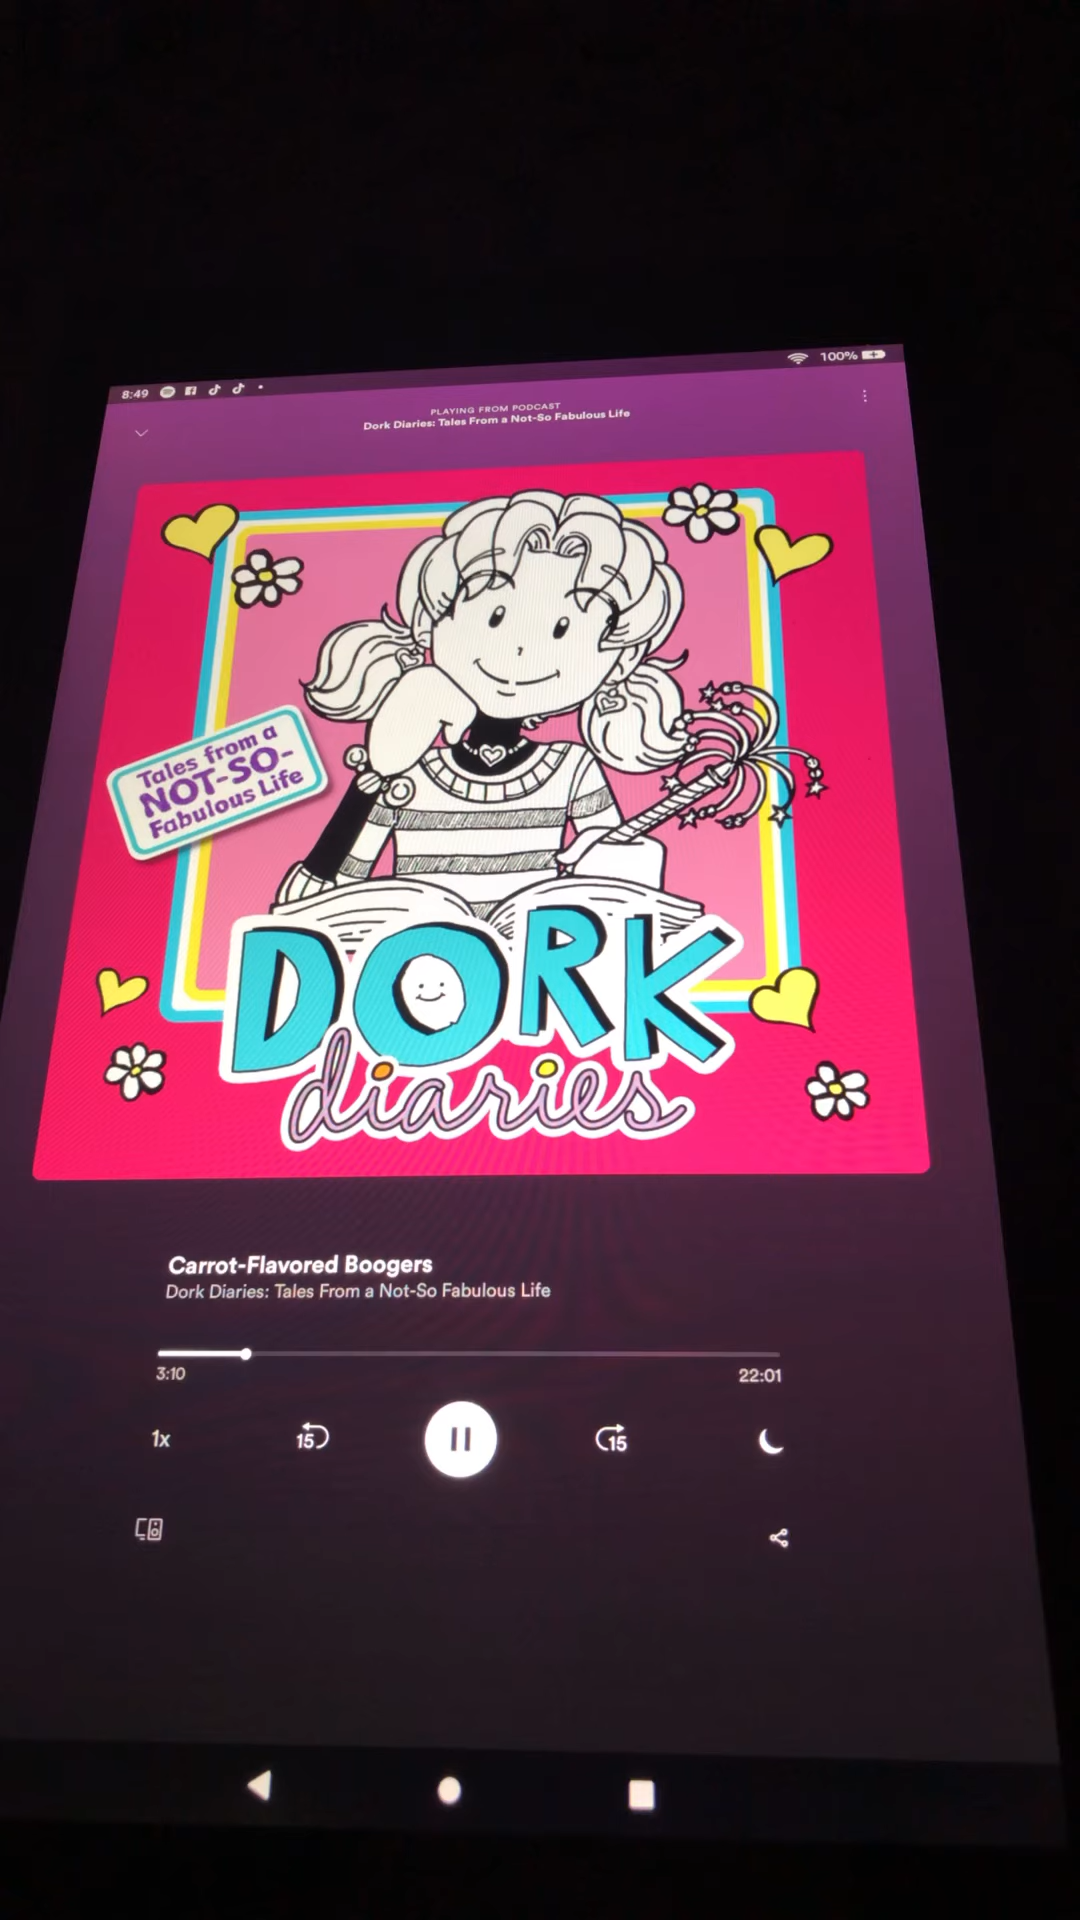 8:49
100%
PLAYING FROM PODCAST
Dork Diaries: Tales From a Not-So Fabulous Life
Tales from a
NOT-SO-
Fabulous Life
DORK
diaries
Carrot-Flavored Boogers
Dork Diaries: Tales From a Not-So Fabulous Life
3:10
22:01
1x
15
15